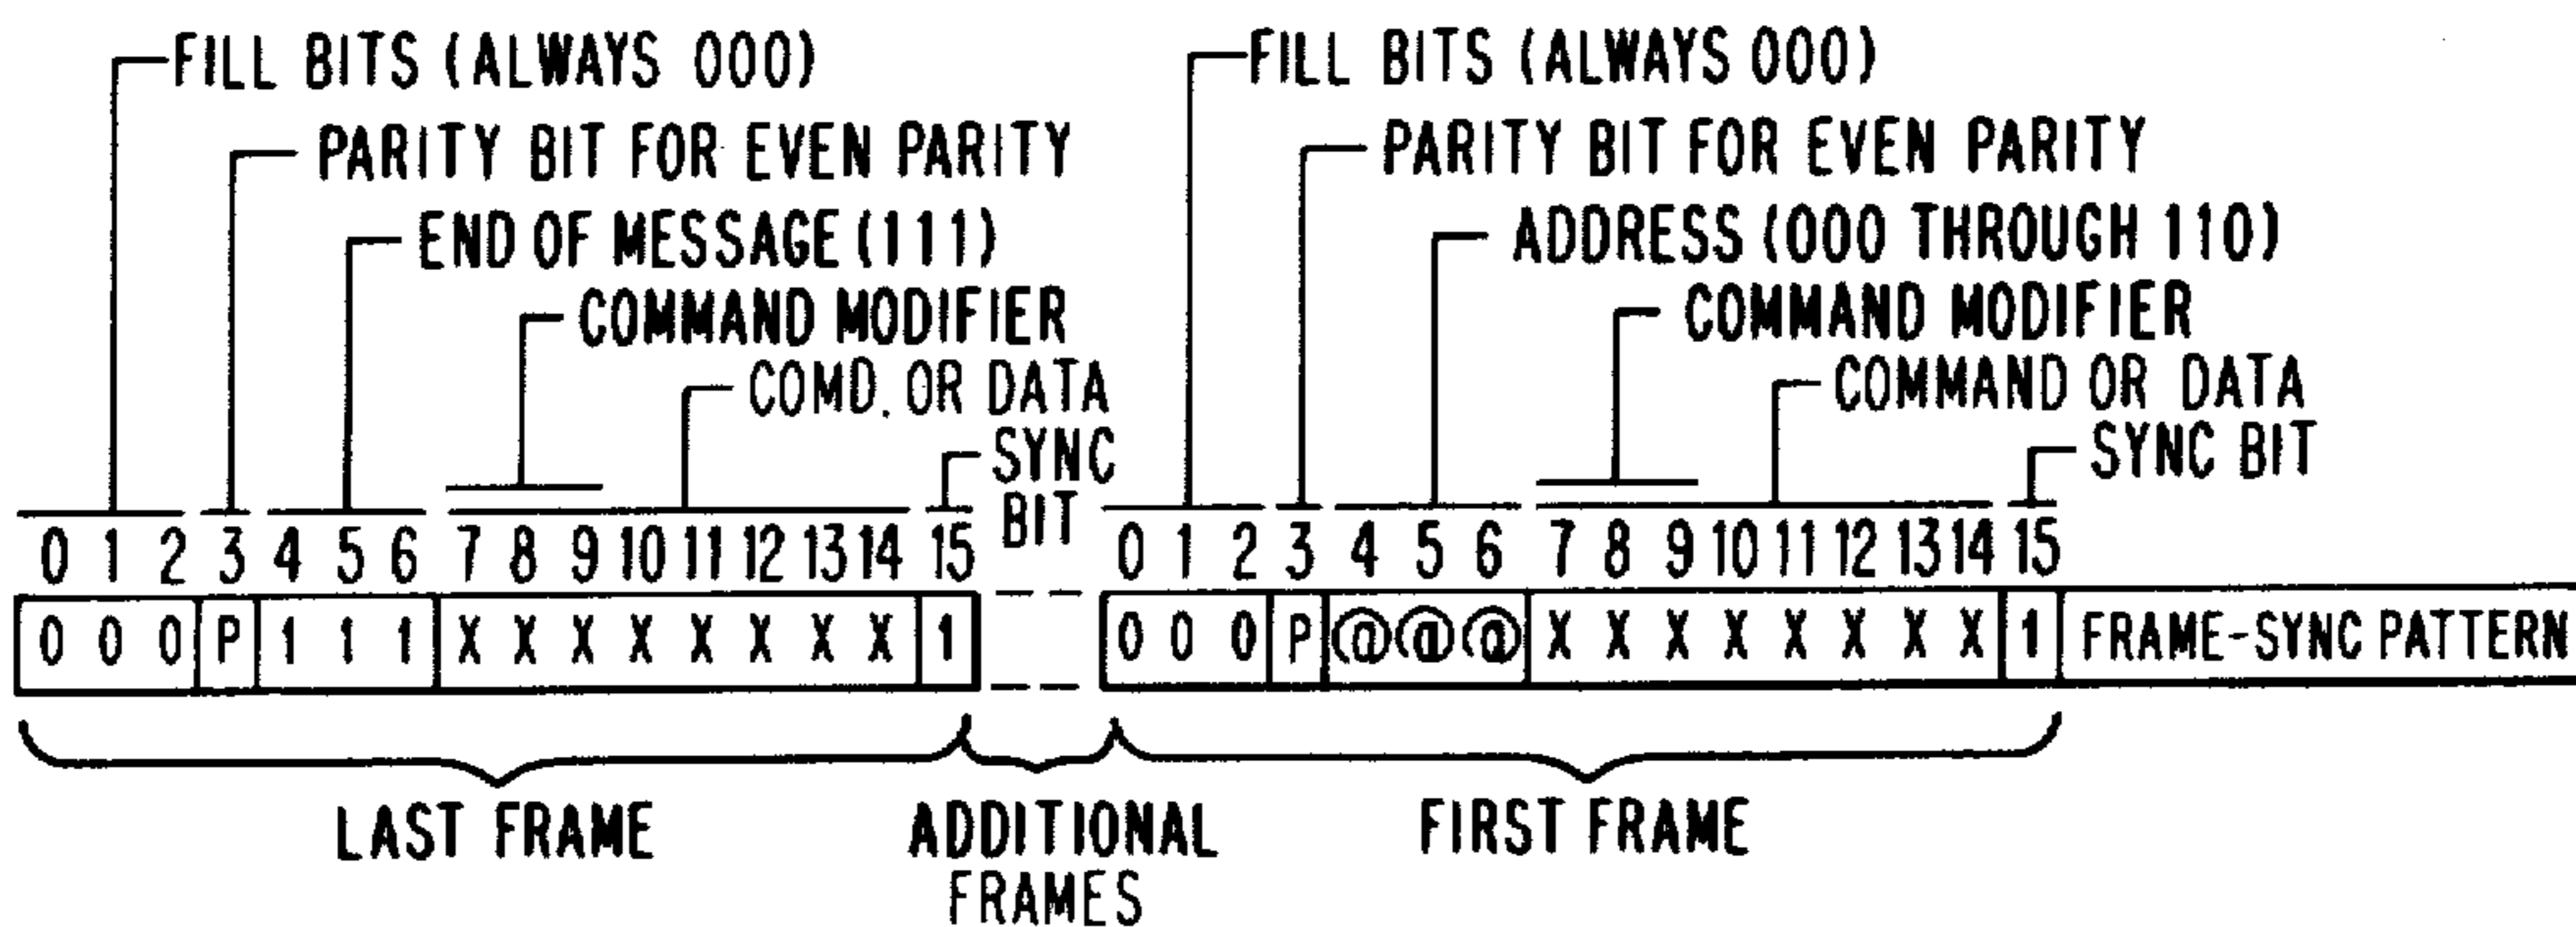 FILL BITS (ALWAYS 000)
PARITY BIT FOR EVEN PARITY
END OF MESSAGE (111)
COMMAND MODIFIER
COMD. OR DATA
SYNC
BIT
0 1 2 3 4 5 6 7 8 9 10 11 12 13 14 15
0 0 0 P 1 1 1 X X X X X X X X 1
LAST FRAME
ADDITIONAL
FRAMES
FILL BITS (ALWAYS 000)
PARITY BIT FOR EVEN PARITY
ADDRESS (000 THROUGH 110)
COMMAND MODIFIER
COMMAND OR DATA
SYNC BIT
0 1 2 3 4 5 6 7 8 9 10 11 12 13 14 15
0 0 0 P @ @ @ X X X X X X X X 1 FRAME-SYNC PATTERN
FIRST FRAME